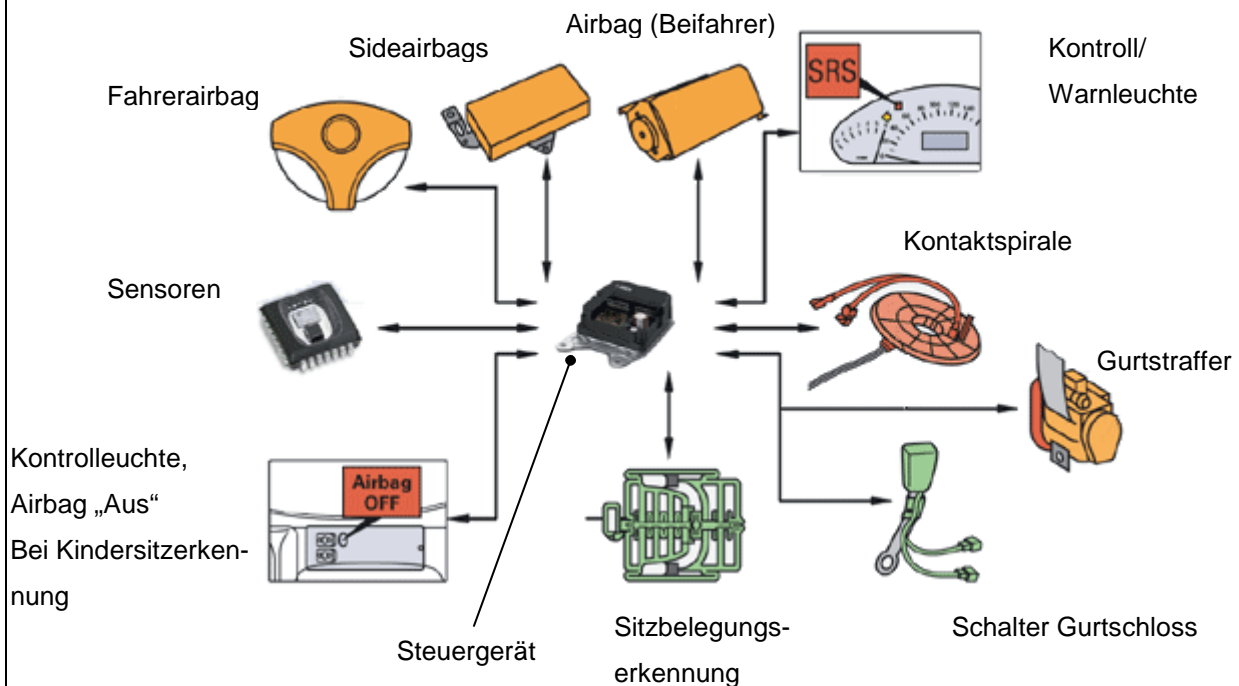 Airbag (Beifahrer)
Sideairbags
Kontroll/
Warnleuchte
Fahrerairbag
SRS
Kontaktspirale
Sensoren
Gurtstraffer
Kontrolleuchte,
Airbag „Aus“
Bei Kindersitzerken-
nung
Airbag
OFF
Steuergerät
Sitzbelegungs-
erkennung
Schalter Gurtschloss